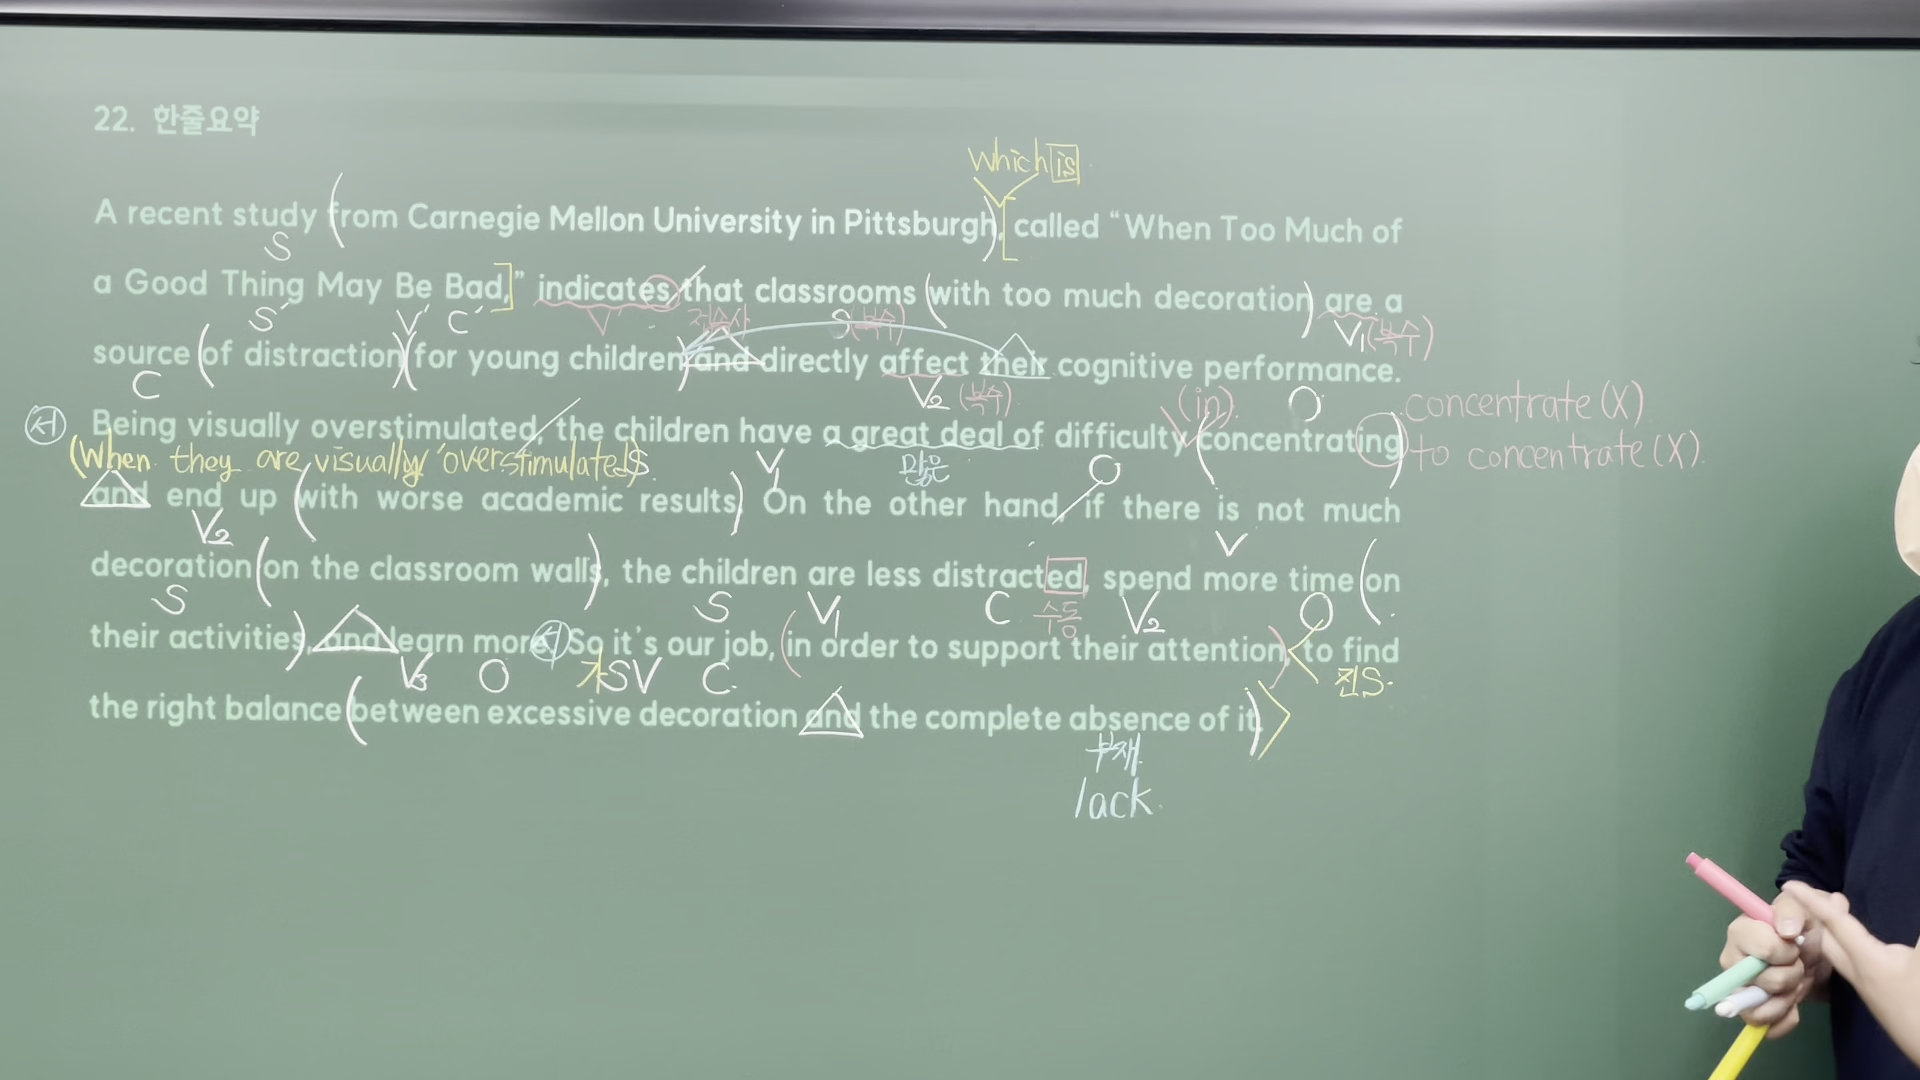 22. 한줄요약
which is
A recent study (from Carnegie Mellon University in Pittsburgh), [called “When Too Much of
S
a Good Thing May Be Bad,]” indicates that classrooms (with too much decoration) are a
S′ V′ C′ V 접속사 S(복수) V1(복수)
source (of distraction)(for young children) and directly affect their cognitive performance.
C V2 (복수) (in) O concentrate (X)
서 Being visually overstimulated, the children have a great deal of difficulty (concentrating) to concentrate (X)
(When they are visually overstimulated) S V 많은 O
and end up (with worse academic results) On the other hand, if there is not much
V2 V
decoration (on the classroom walls), the children are less distracted, spend more time (on
S S V1 C 수동 V2 O
their activities), and learn more. So it's our job, (in order to support their attention), to find
V3 O 가S V C 진S
the right balance (between excessive decoration and the complete absence of it.)
부재
lack